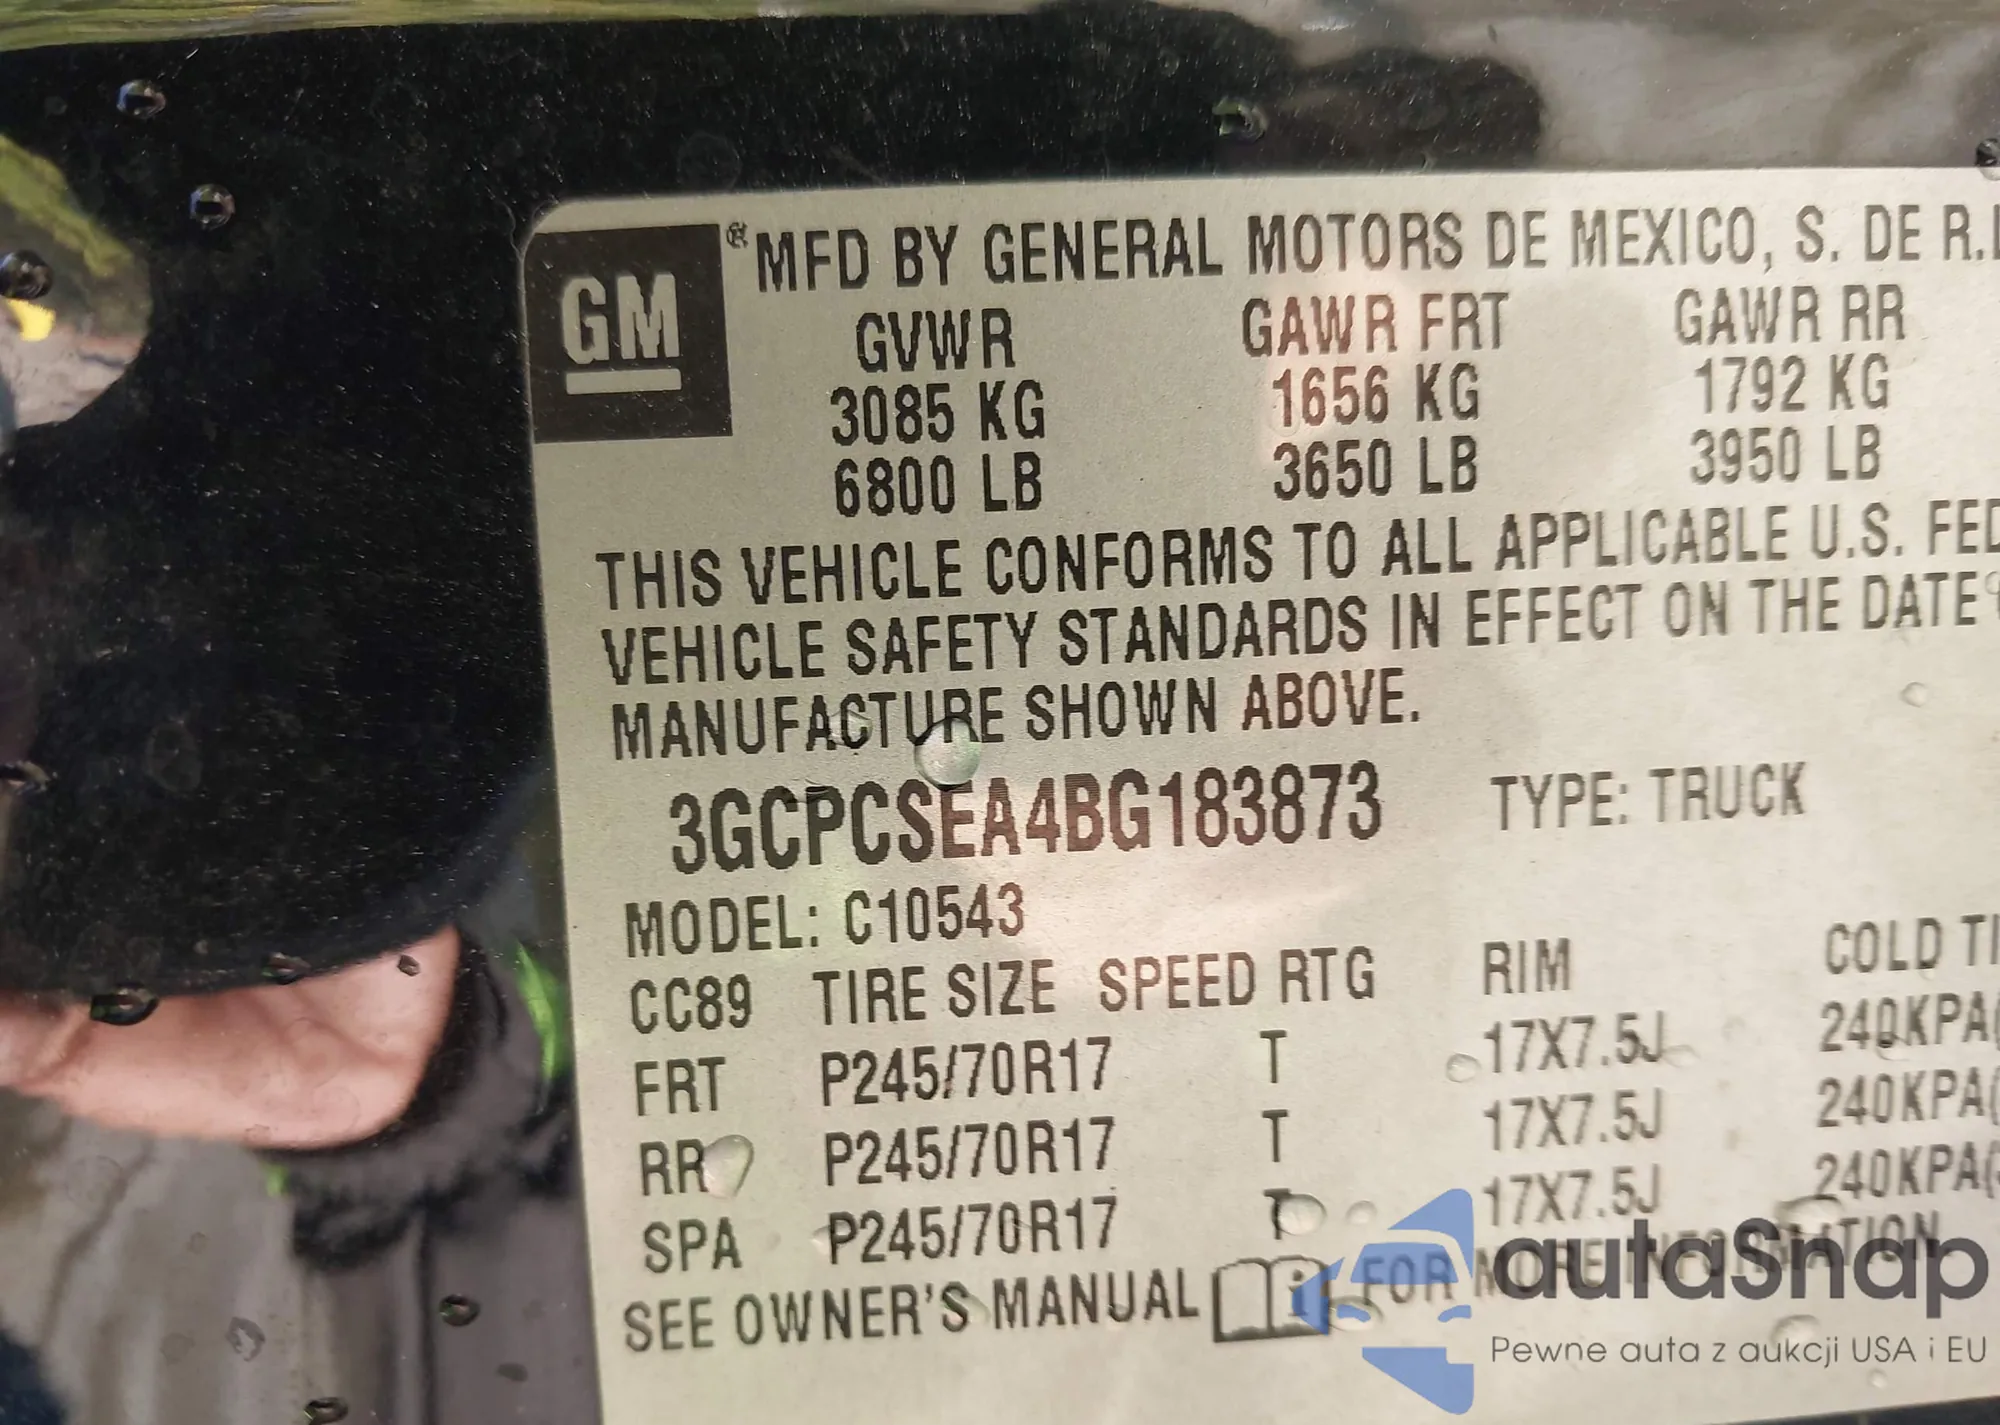 GM
® MFD BY GENERAL MOTORS DE MEXICO, S. DE R.L
GVWR GAWR FRT GAWR RR
3085 KG 1656 KG 1792 KG
6800 LB 3650 LB 3950 LB
THIS VEHICLE CONFORMS TO ALL APPLICABLE U.S. FED
VEHICLE SAFETY STANDARDS IN EFFECT ON THE DATE
MANUFACTURE SHOWN ABOVE.
3GCPCSEA4BG183873 TYPE: TRUCK
MODEL: C10543
CC89 TIRE SIZE SPEED RTG RIM COLD TI
FRT P245/70R17 T 17X7.5J 240KPA(
RR P245/70R17 T 17X7.5J 240KPA(
SPA P245/70R17 T 17X7.5J 240KPA(
SEE OWNER'S MANUAL i FOR MORE INFORMATION
autaSnap
Pewne auta z aukcji USA i EU